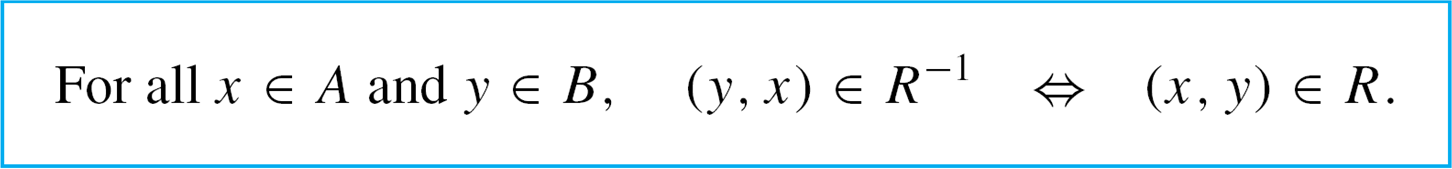 For all x ∈ A and y ∈ B, (y, x) ∈ R⁻¹ ⇔ (x, y) ∈ R.